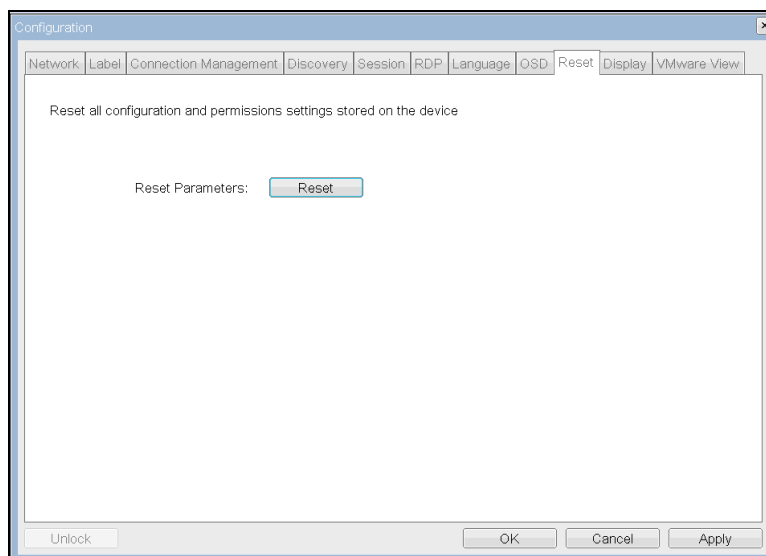 Configuration
Network Label Connection Management Discovery Session RDP Language OSD Reset Display VMware View
Reset all configuration and permissions settings stored on the device
Reset Parameters: Reset
Unlock OK Cancel Apply